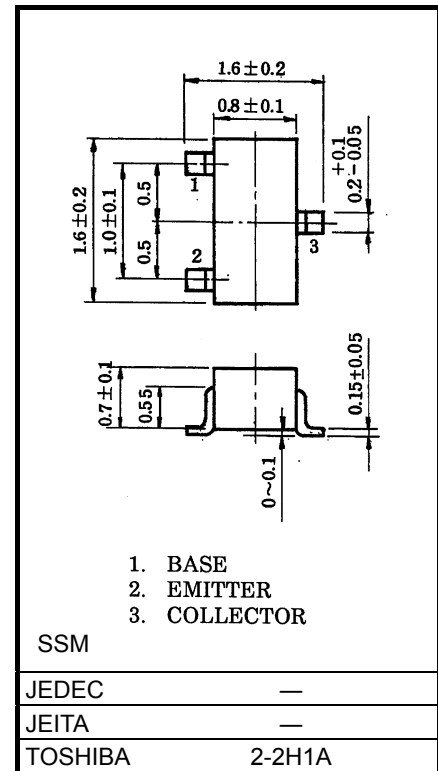 1.6±0.2
0.8±0.1
1.6±0.2
1.0±0.1
0.5
0.5
1
2
3
+0.1
0.2-0.05
0.7±0.1
0.55
0~0.1
0.15±0.05
1. BASE
2. EMITTER
3. COLLECTOR
SSM
JEDEC —
JEITA —
TOSHIBA 2-2H1A